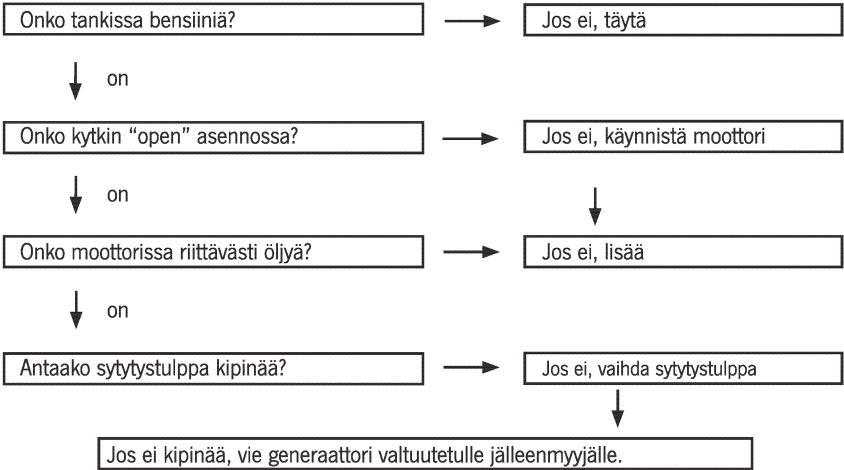 Onko tankissa bensiiniä?
Jos ei, täytä
on
Onko kytkin “open” asennossa?
Jos ei, käynnistä moottori
on
Onko moottorissa riittävästi öljyä?
Jos ei, lisää
on
Antaako sytytystulppa kipinää?
Jos ei, vaihda sytytystulppa
Jos ei kipinää, vie generaattori valtuutetulle jälleenmyyjälle.